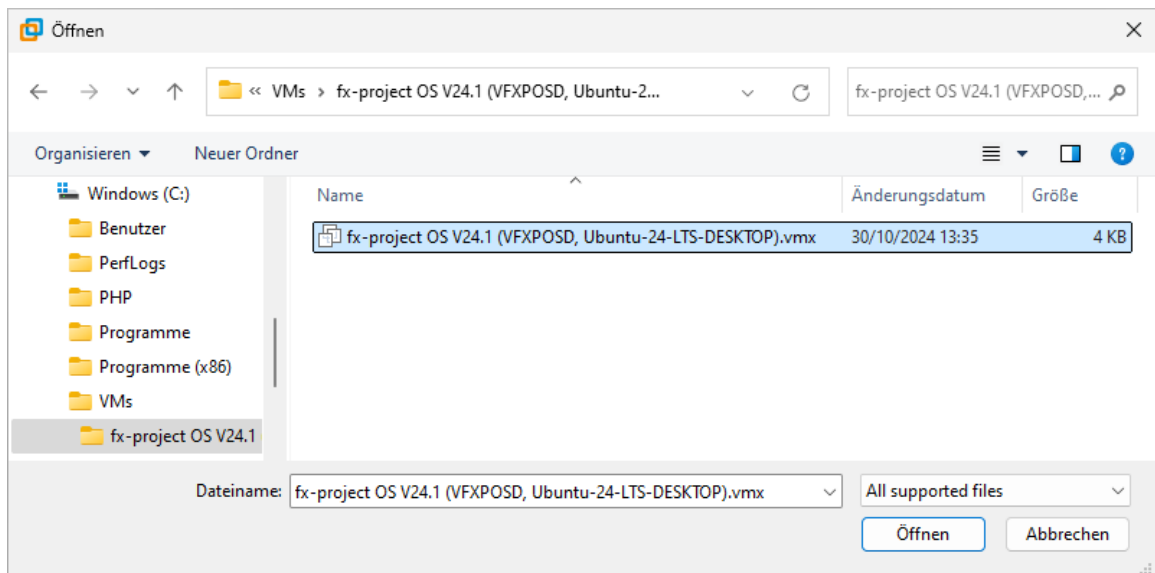 Öffnen
« VMs › fx-project OS V24.1 (VFXPOSD, Ubuntu-2...
fx-project OS V24.1 (VFXPOSD,...
Organisieren
Neuer Ordner
Windows (C:)
Benutzer
PerfLogs
PHP
Programme
Programme (x86)
VMs
fx-project OS V24.1
Name
Änderungsdatum
Größe
fx-project OS V24.1 (VFXPOSD, Ubuntu-24-LTS-DESKTOP).vmx
30/10/2024 13:35
4 KB
Dateiname:
fx-project OS V24.1 (VFXPOSD, Ubuntu-24-LTS-DESKTOP).vmx
All supported files
Öffnen
Abbrechen